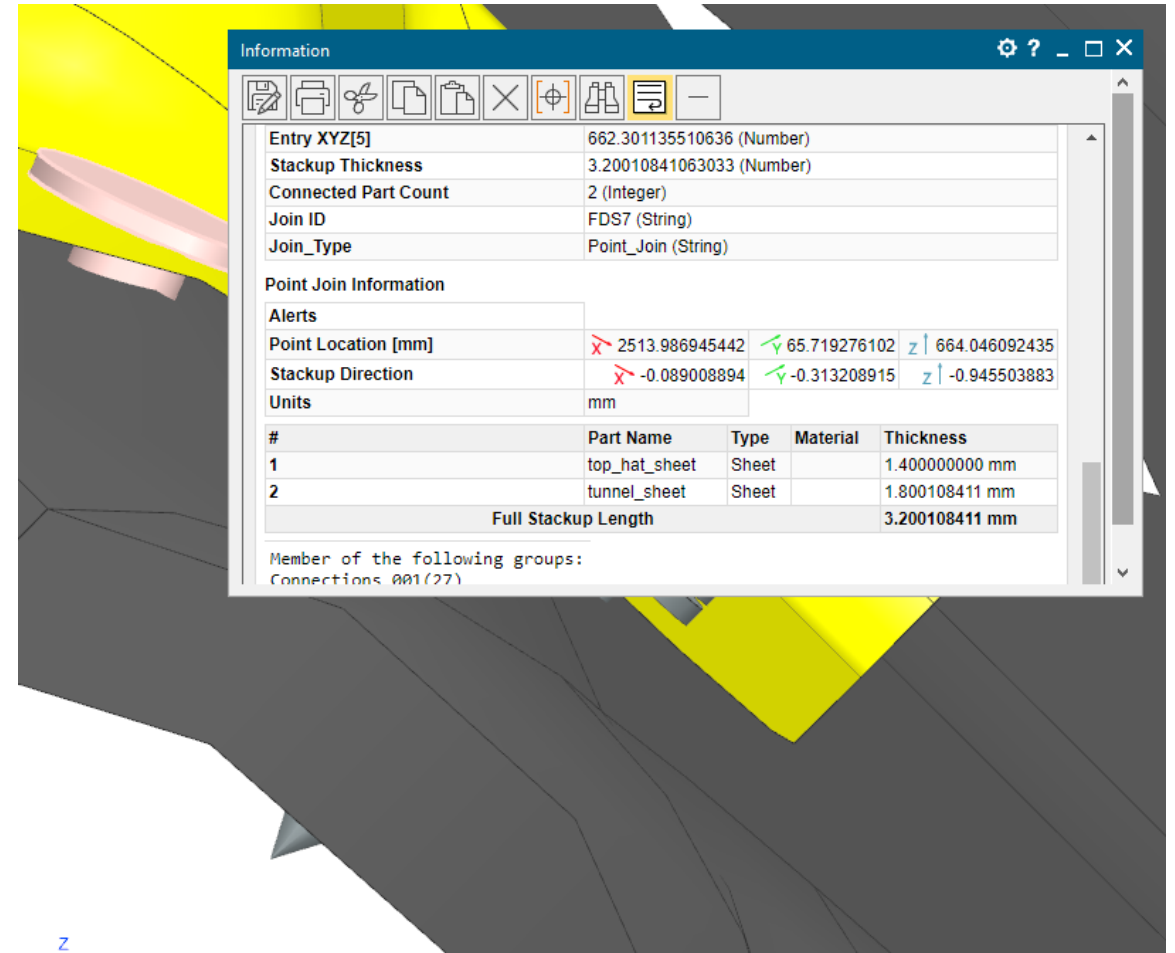 Information
?
Entry XYZ[5] 662.301135510636 (Number)
Stackup Thickness 3.20010841063033 (Number)
Connected Part Count 2 (Integer)
Join ID FDS7 (String)
Join_Type Point_Join (String)
Point Join Information
Alerts
Point Location [mm] X 2513.986945442 Y 65.719276102 Z 664.046092435
Stackup Direction X -0.089008894 Y -0.313208915 Z -0.945503883
Units mm
# Part Name Type Material Thickness
1 top_hat_sheet Sheet 1.400000000 mm
2 tunnel_sheet Sheet 1.800108411 mm
Full Stackup Length 3.200108411 mm
Member of the following groups:
Connections 001(27)
Z